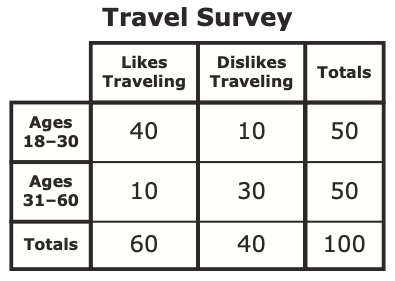 Travel Survey
Likes Traveling Dislikes Traveling Totals
Ages 18–30 40 10 50
Ages 31–60 10 30 50
Totals 60 40 100